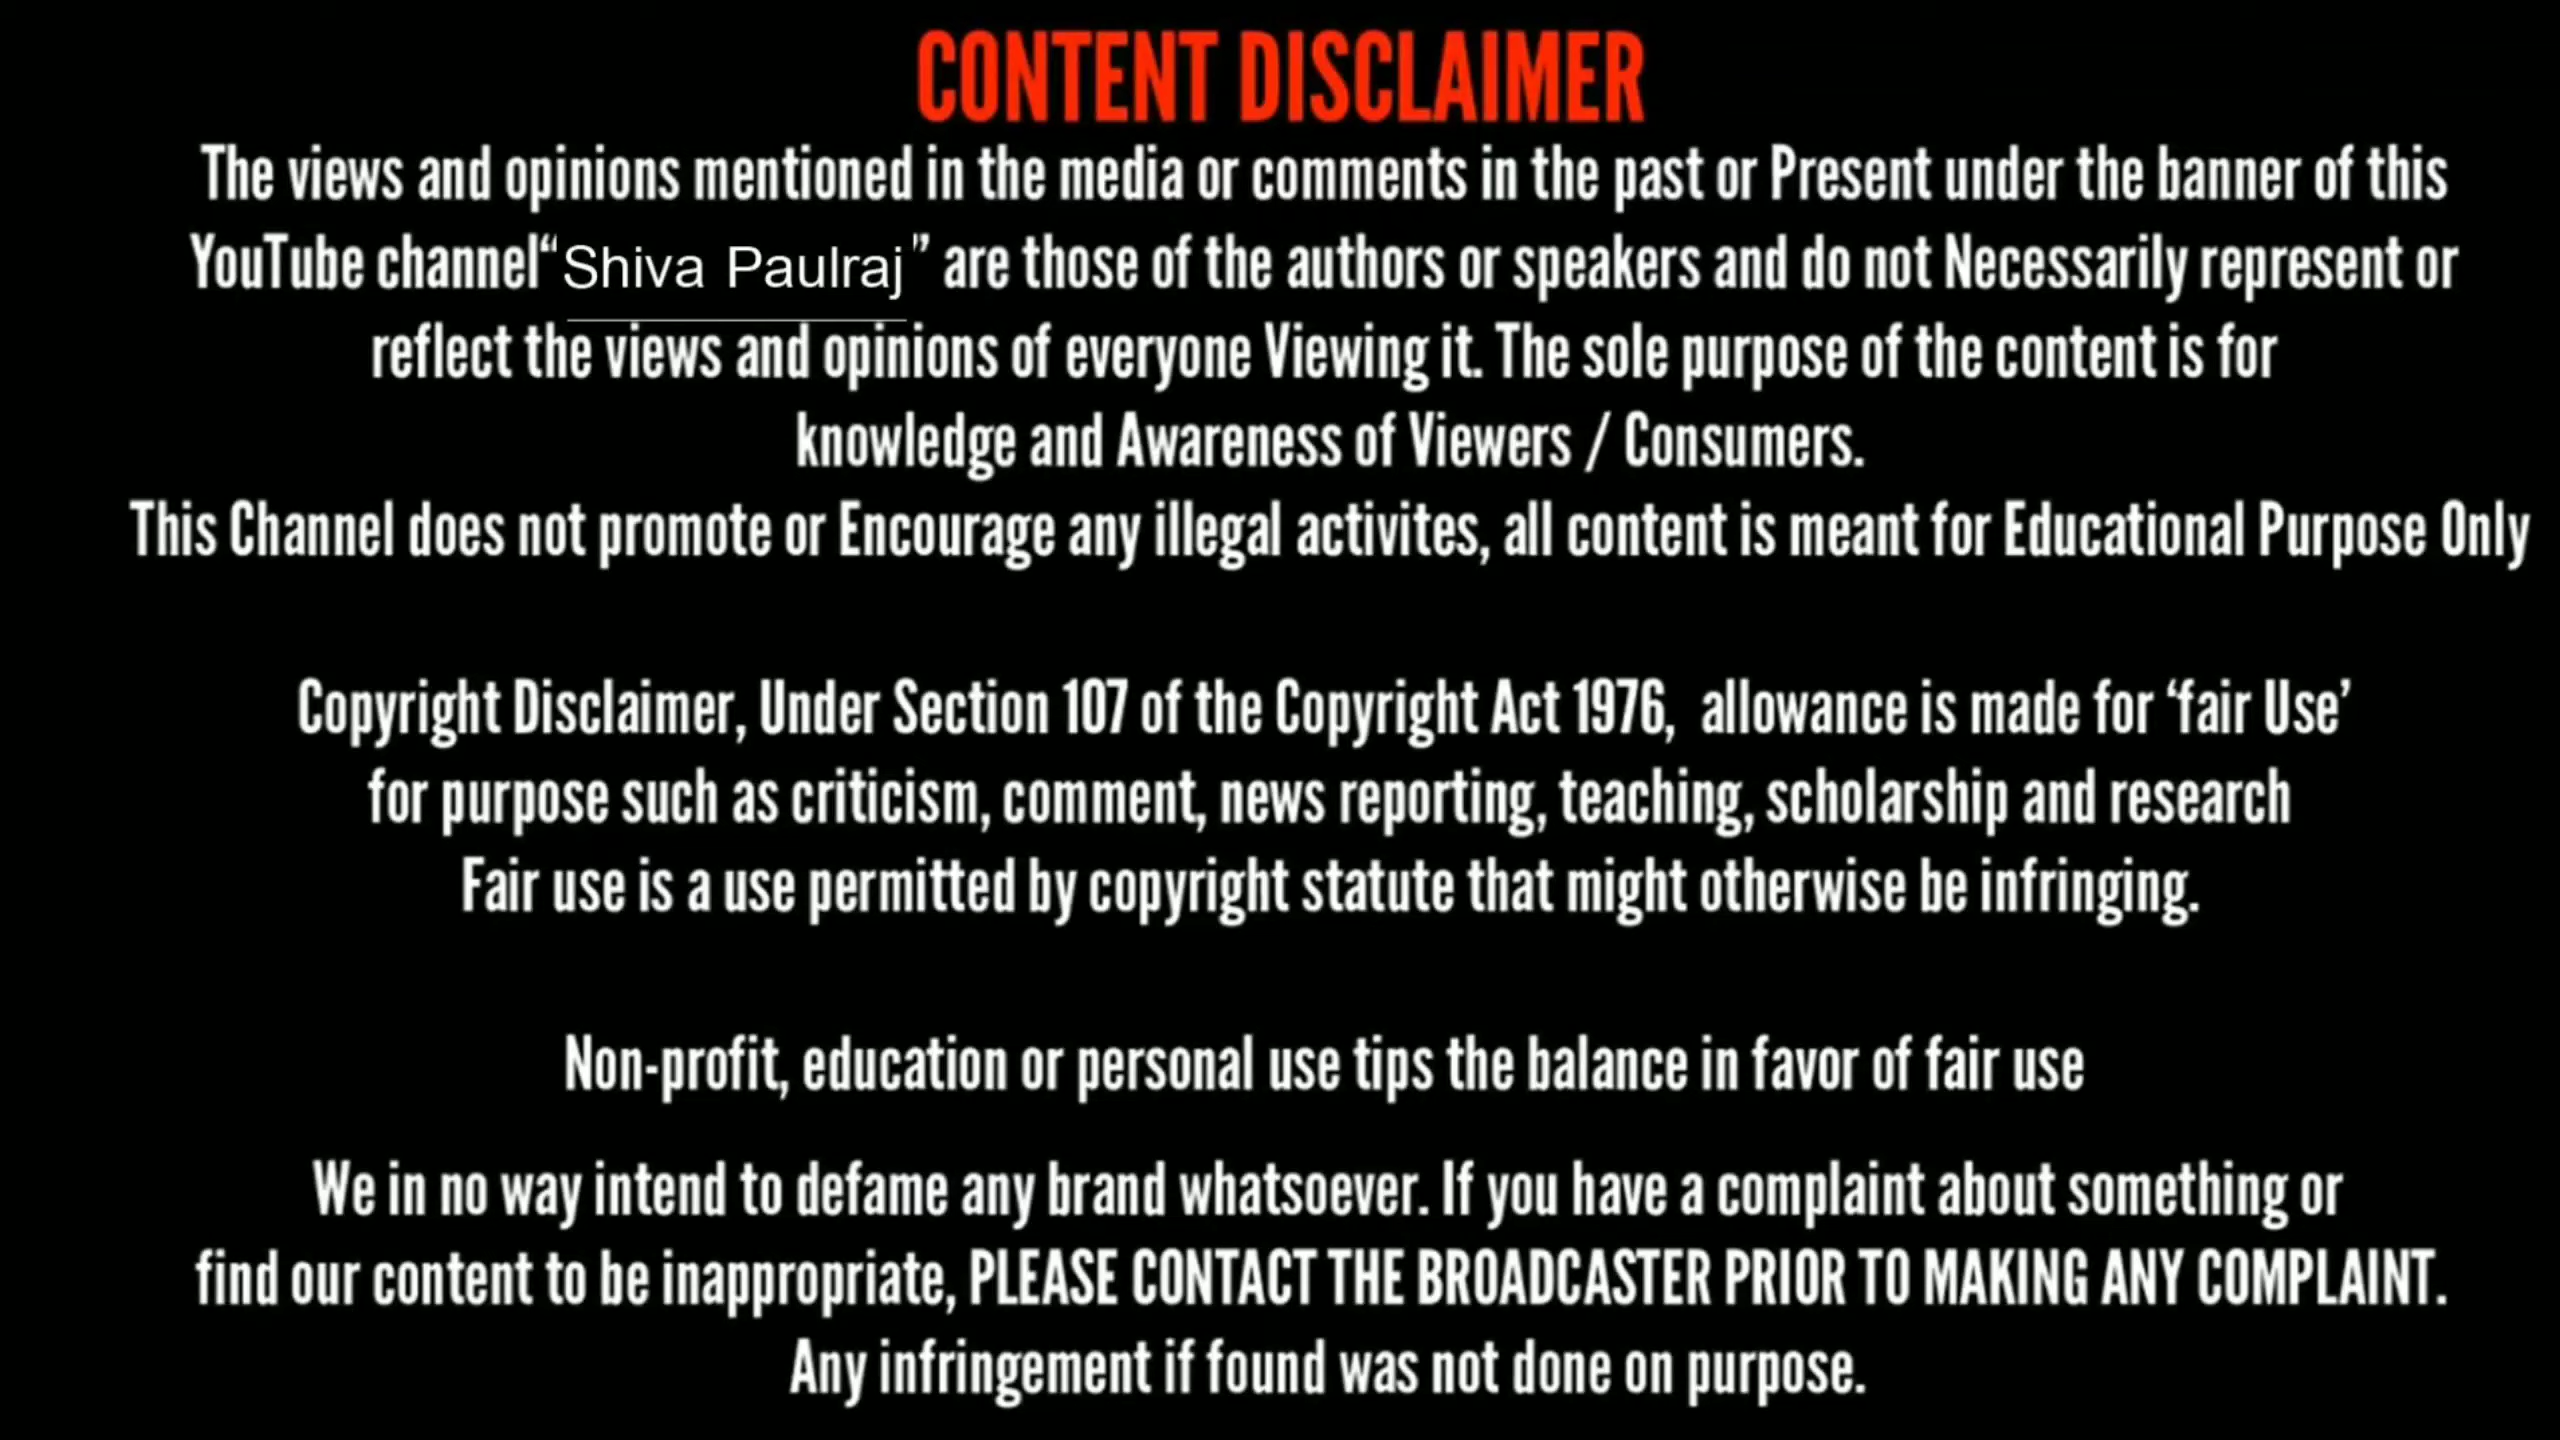 CONTENT DISCLAIMER
The views and opinions mentioned in the media or comments in the past or Present under the banner of this
YouTube channel“Shiva Paulraj” are those of the authors or speakers and do not Necessarily represent or
reflect the views and opinions of everyone Viewing it. The sole purpose of the content is for
knowledge and Awareness of Viewers / Consumers.
This Channel does not promote or Encourage any illegal activites, all content is meant for Educational Purpose Only
Copyright Disclaimer, Under Section 107 of the Copyright Act 1976, allowance is made for ‘fair Use’
for purpose such as criticism, comment, news reporting, teaching, scholarship and research
Fair use is a use permitted by copyright statute that might otherwise be infringing.
Non-profit, education or personal use tips the balance in favor of fair use
We in no way intend to defame any brand whatsoever. If you have a complaint about something or
find our content to be inappropriate, PLEASE CONTACT THE BROADCASTER PRIOR TO MAKING ANY COMPLAINT.
Any infringement if found was not done on purpose.